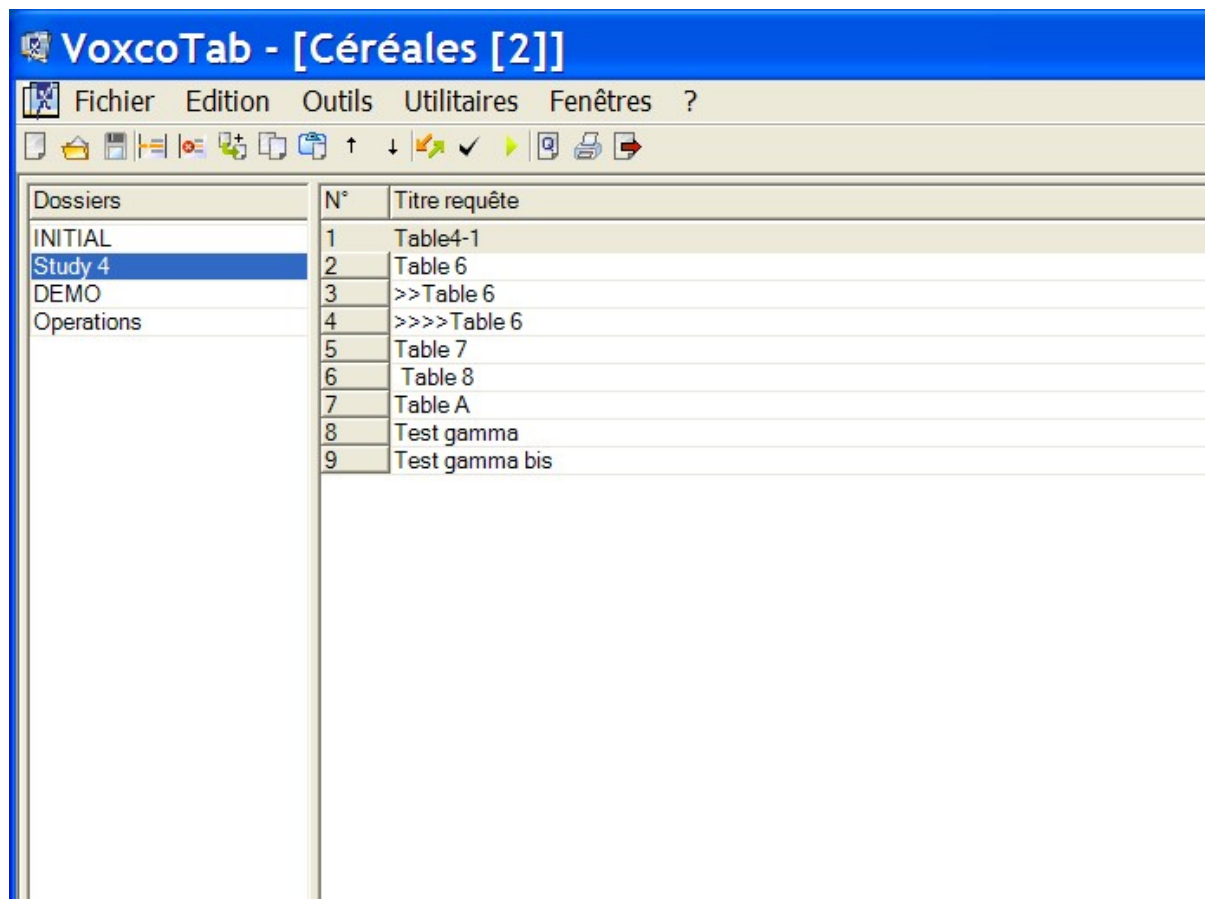 VoxcoTab - [Céréales [2]]
Fichier Edition Outils Utilitaires Fenêtres ?
Dossiers N° Titre requête
INITIAL 1 Table4-1
Study 4 2 Table 6
DEMO 3 >>Table 6
Operations 4 >>>>Table 6
5 Table 7
6 Table 8
7 Table A
8 Test gamma
9 Test gamma bis